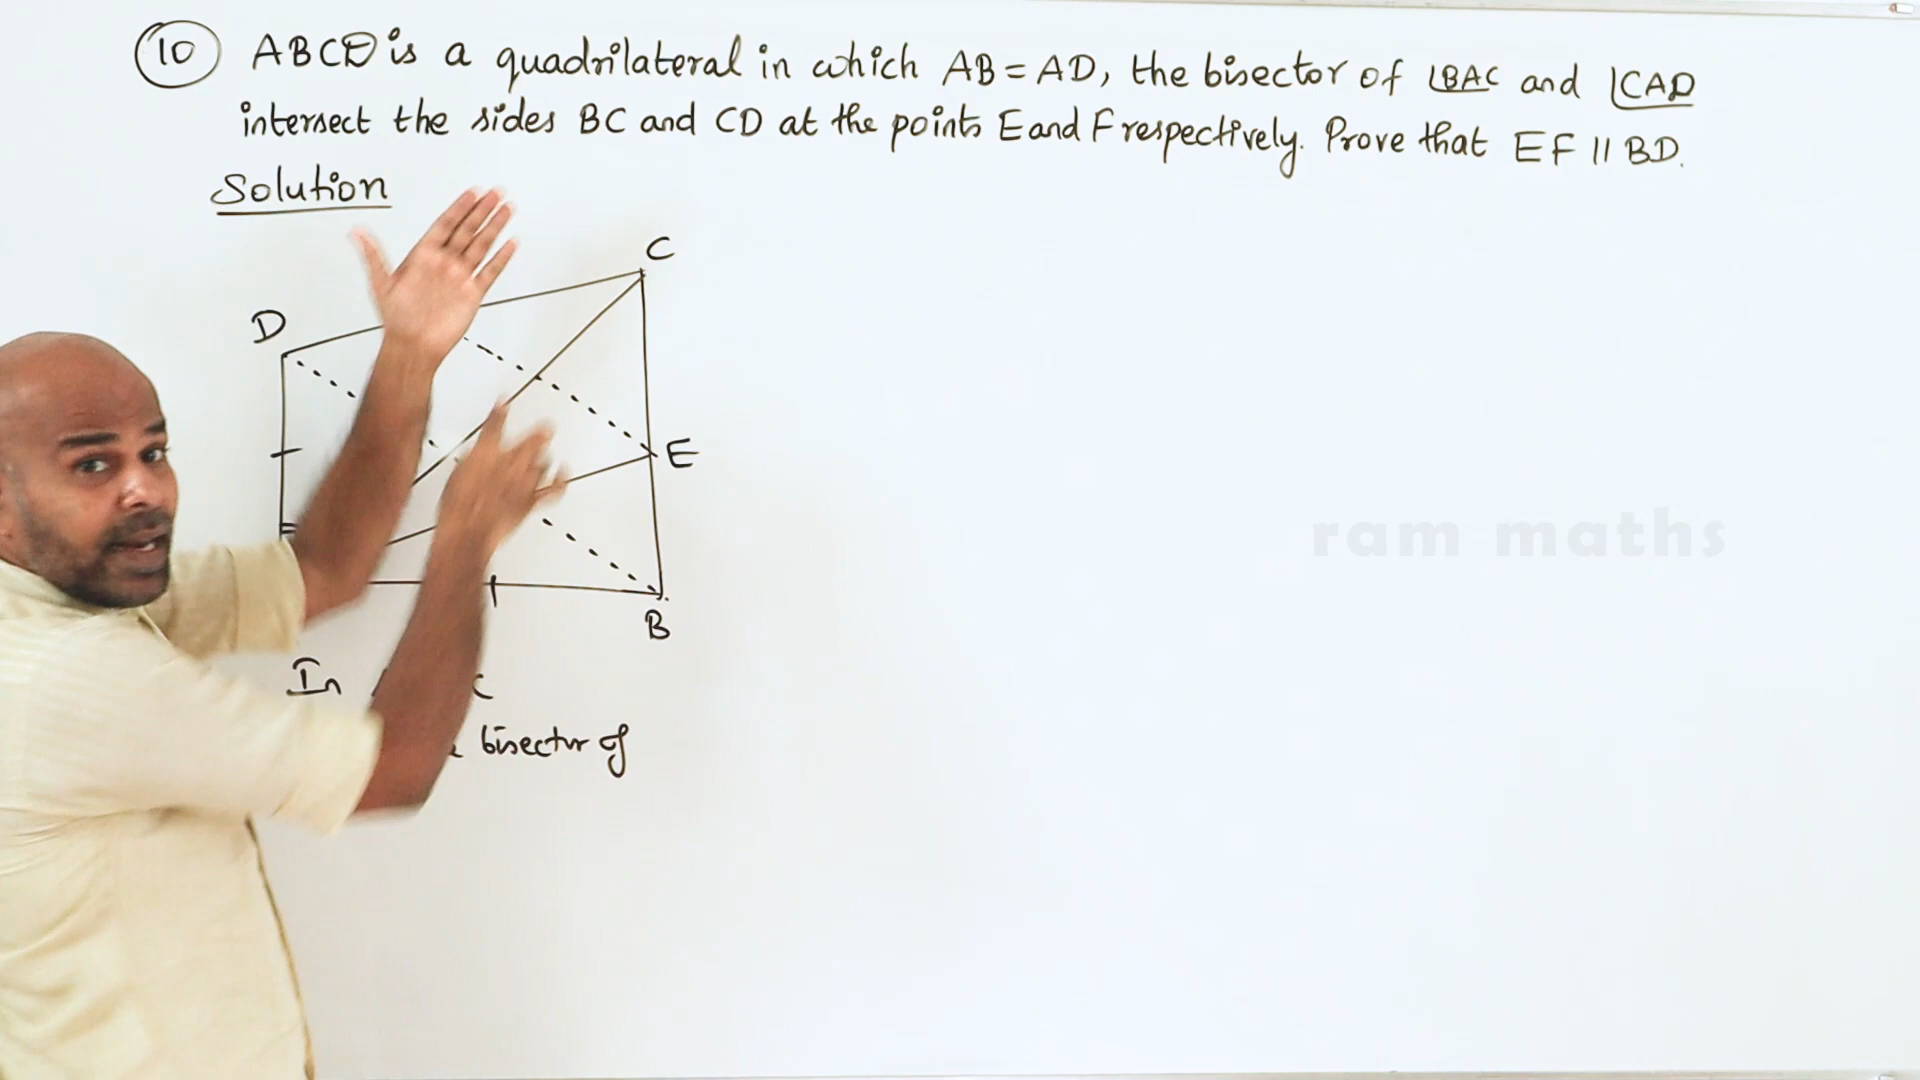 10 ABCD is a quadrilateral in which AB = AD, the bisector of ∠BAC and ∠CAD
intersect the sides BC and CD at the points E and F respectively. Prove that EF || BD.
Solution
C
D
E
B
In C
bisector of
ram maths